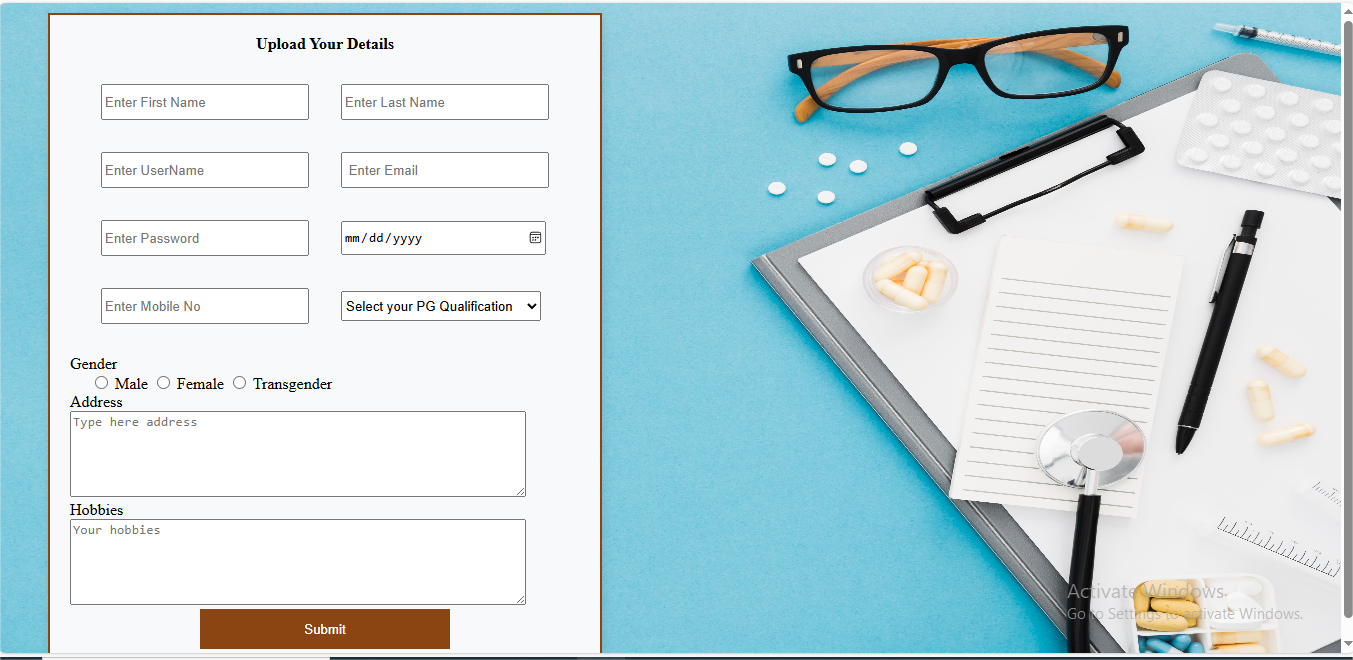 Upload Your Details
Enter First Name
Enter Last Name
Enter UserName
Enter Email
Enter Password
mm/dd/yyyy
Enter Mobile No
Select your PG Qualification
Gender
Male Female Transgender
Address
Type here address
Hobbies
Your hobbies
Submit
Activate Windows
Go to Settings to activate Windows.